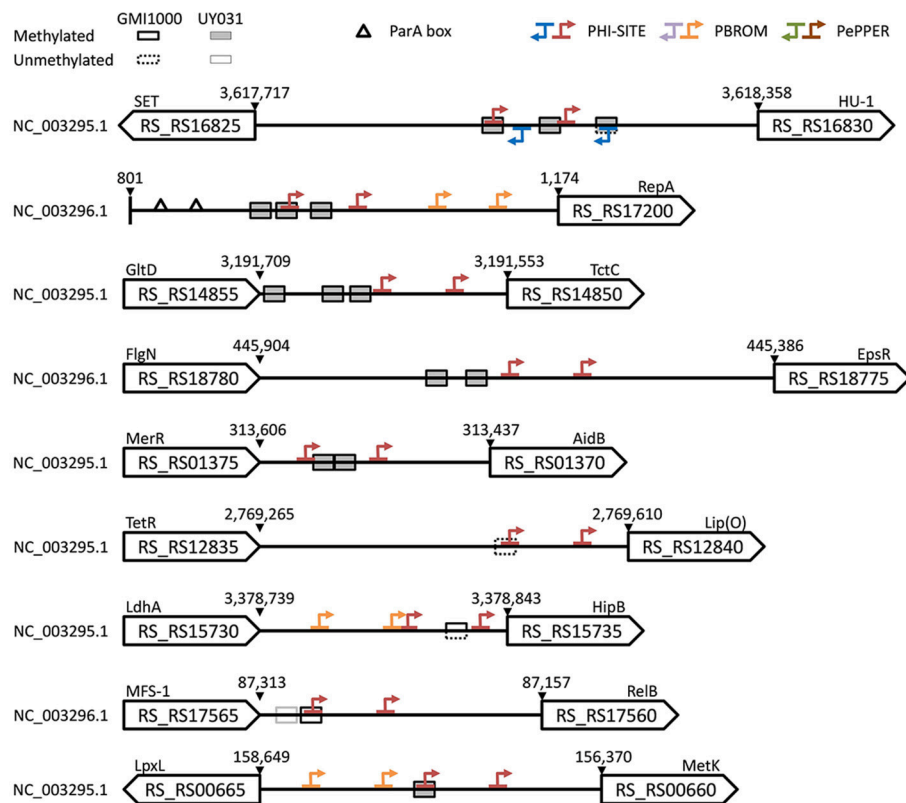 GMI1000 UY031
Methylated
Unmethylated
ParA box
PHI-SITE
PBROM
PePPER
SET 3,617,717 3,618,358 HU-1
NC_003295.1 RS_RS16825 RS_RS16830
801 1,174 RepA
NC_003296.1 RS_RS17200
GltD 3,191,709 3,191,553 TctC
NC_003295.1 RS_RS14855 RS_RS14850
FlgN 445,904 445,386 EpsR
NC_003296.1 RS_RS18780 RS_RS18775
MerR 313,606 313,437 AidB
NC_003295.1 RS_RS01375 RS_RS01370
TetR 2,769,265 2,769,610 Lip(O)
NC_003295.1 RS_RS12835 RS_RS12840
LdhA 3,378,739 3,378,843 HipB
NC_003295.1 RS_RS15730 RS_RS15735
MFS-1 87,313 87,157 RelB
NC_003296.1 RS_RS17565 RS_RS17560
LpxL 158,649 156,370 MetK
NC_003295.1 RS_RS00665 RS_RS00660